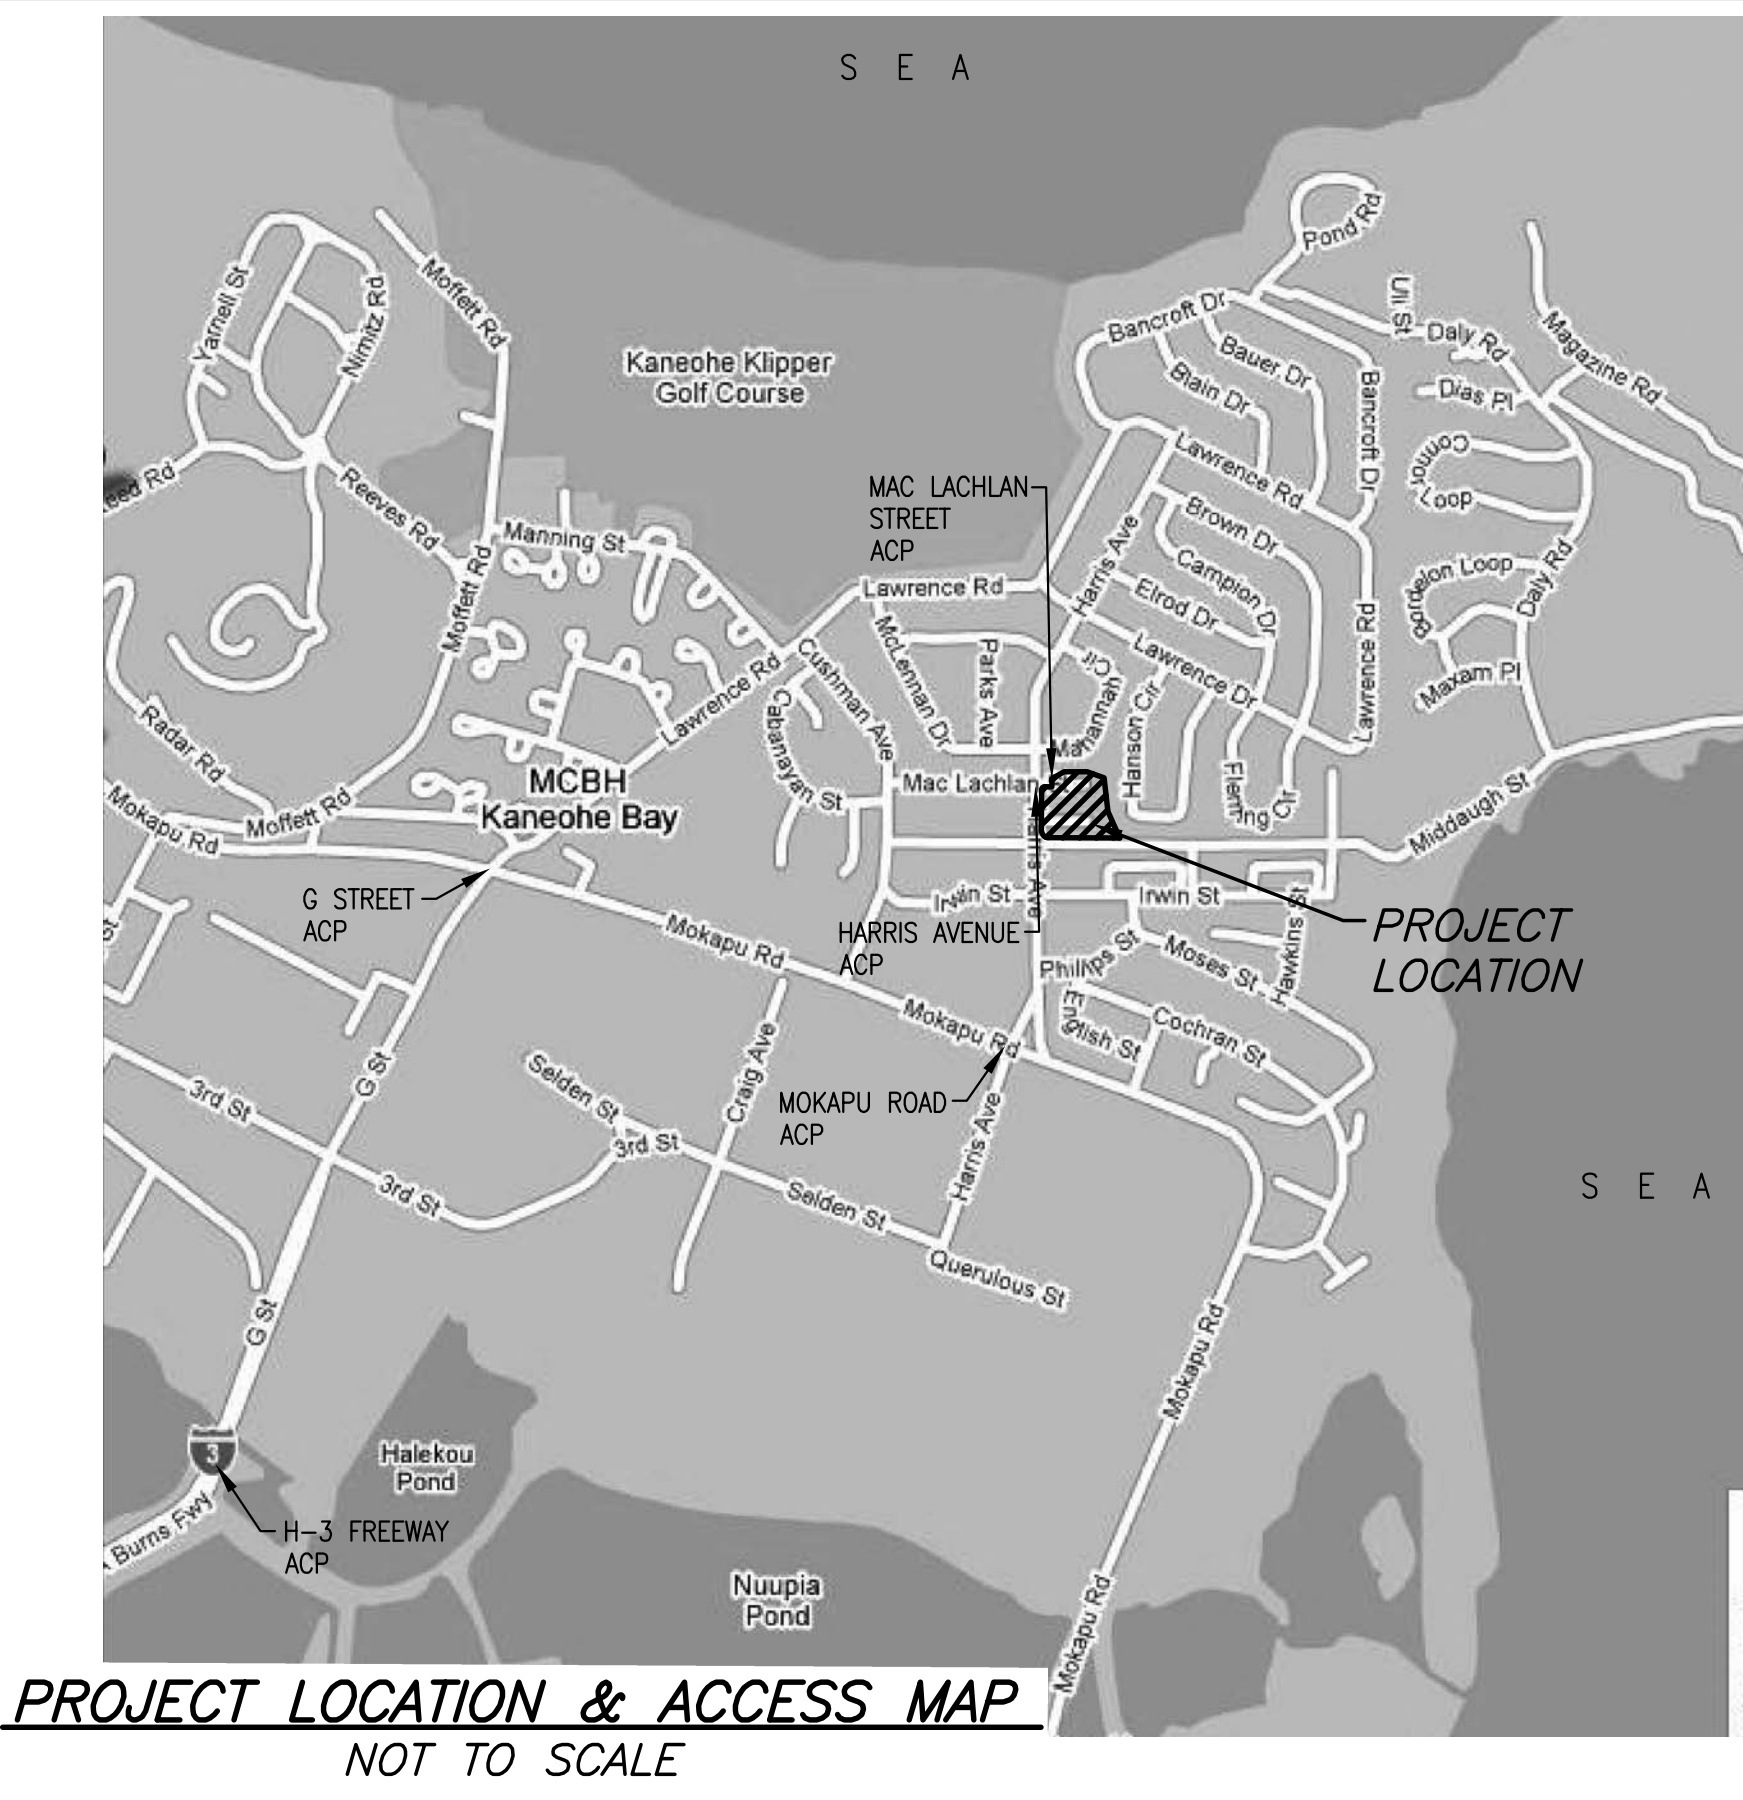 S E A
Pond Rd
Yarnell St
Nimitz Rd
Moffett Rd
Kaneohe Klipper
Golf Course
Bancroft Dr
Bauer Dr
Blain Dr
Bancroft Dr
Uli St
Daly Rd
Dias Pl
Magazine Rd
Connor
Loop
Lawrence Rd
Reeves Rd
Manning St
Moffett Rd
MAC LACHLAN
STREET
ACP
Lawrence Rd
Harris Ave
Brown Dr
Campion Dr
Elrod Dr
Lawrence Dr
Lawrence Rd
Bordelon Loop
Daly Rd
Maxam Pl
Radar Rd
Lawrence Rd
Cushman Ave
Cabanayan St
McLennan Dr
Parks Ave
Cir
Hanson Cir
Fleming Cir
Mac Lachlan
MCBH
Kaneohe Bay
Mokapu Rd
Moffett Rd
Middaugh St
G STREET
ACP
Mokapu Rd
Irwin St
Harris Ave
Irwin St
HARRIS AVENUE
ACP
PROJECT
LOCATION
Phillips St
Moses St
Hawkins St
English St
Cochran St
Mokapu Rd
MOKAPU ROAD
ACP
3rd St
G St
Selden St
Craig Ave
3rd St
Harris Ave
3rd St
Selden St
Querulous St
S E A
G St
Mokapu Rd
3
Halekou
Pond
Burns Fwy
H-3 FREEWAY
ACP
Nuupia
Pond
Mokapu Rd
PROJECT LOCATION & ACCESS MAP
NOT TO SCALE